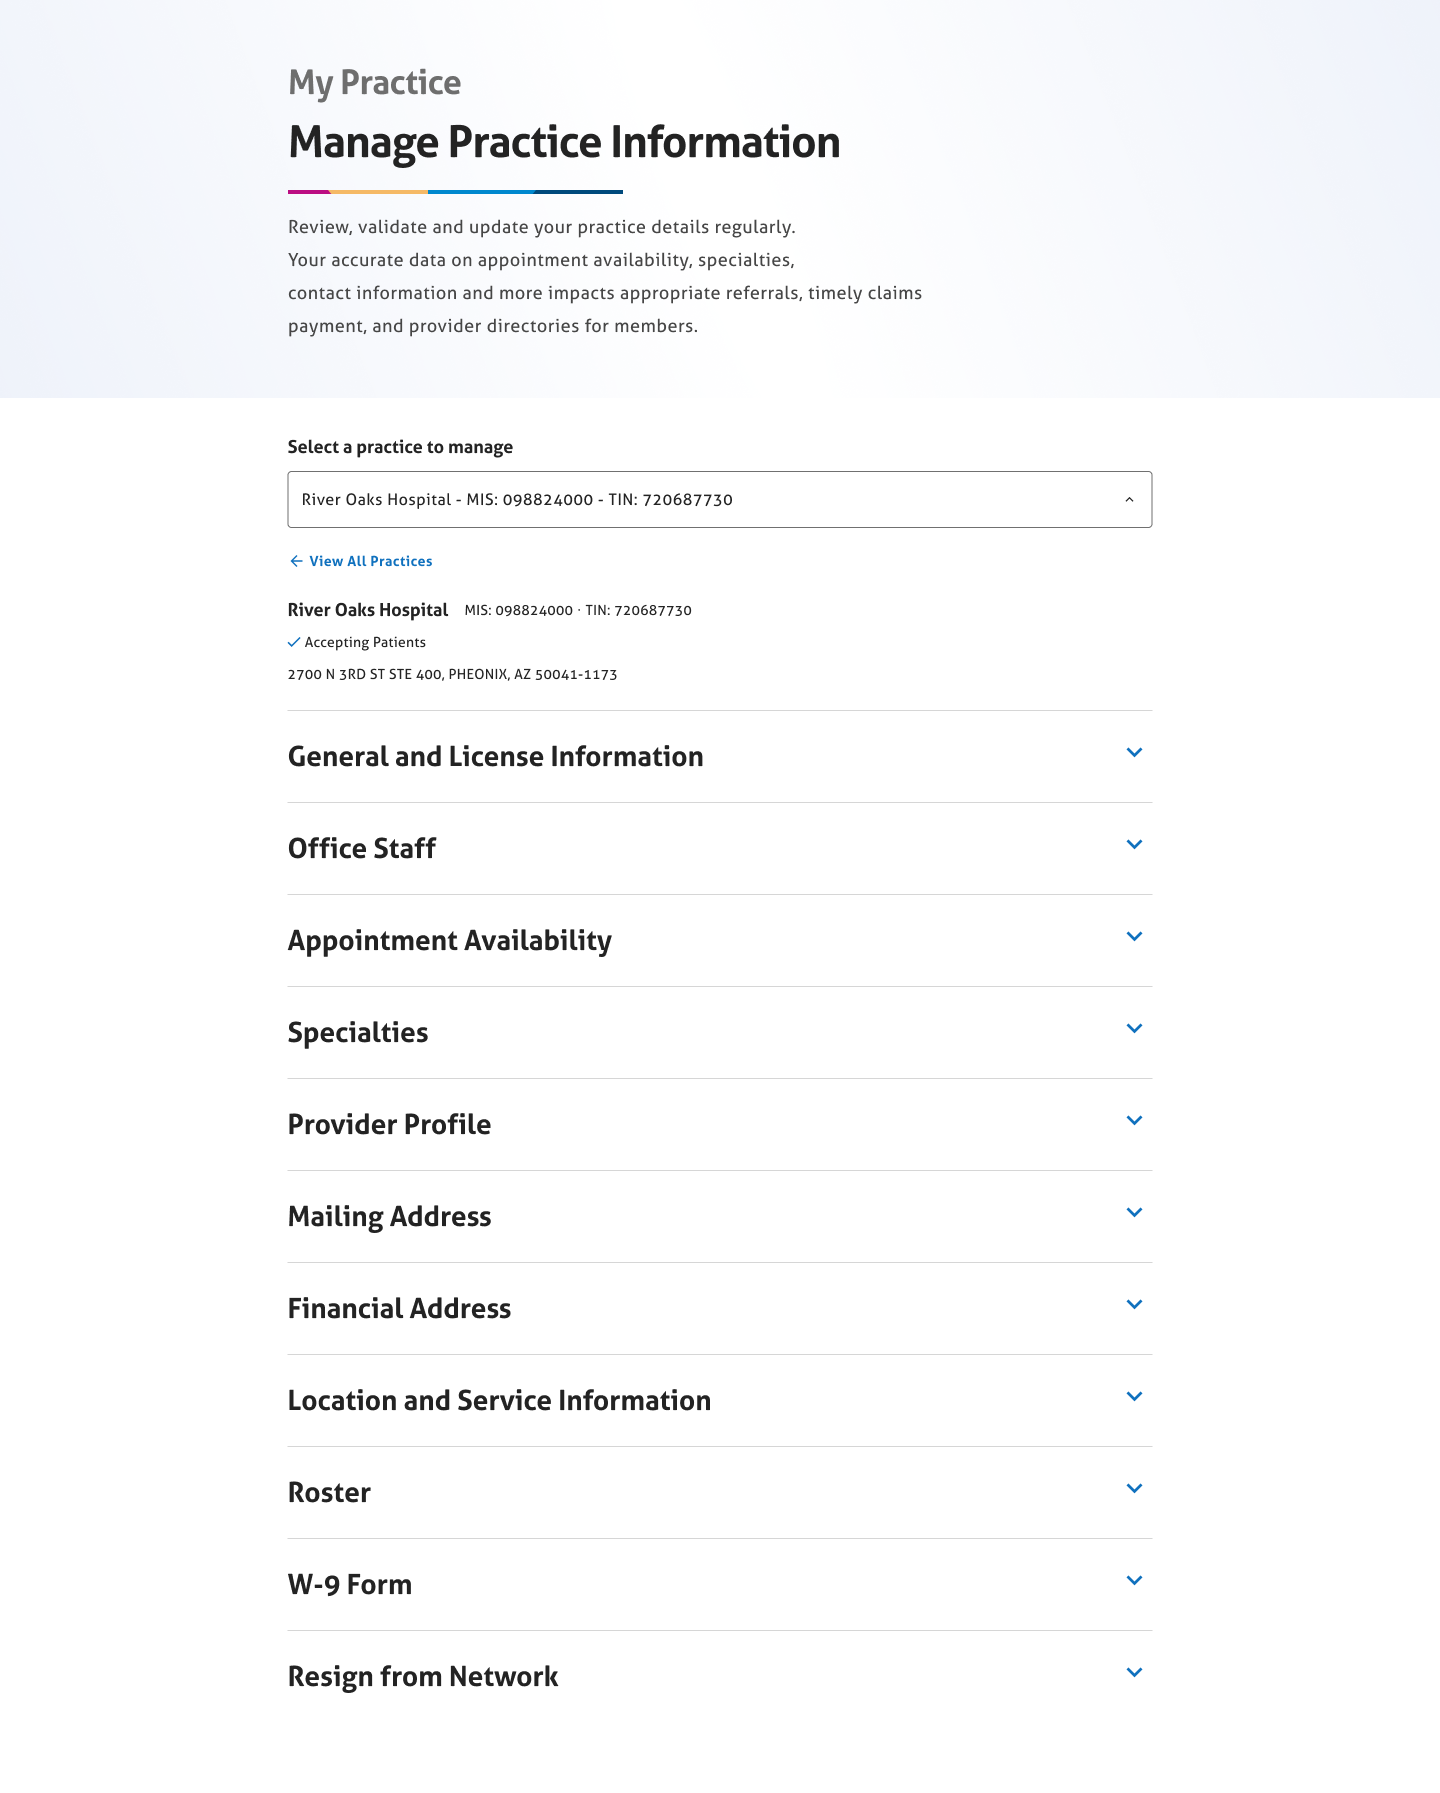 My Practice
Manage Practice Information
Review, validate and update your practice details regularly.
Your accurate data on appointment availability, specialties,
contact information and more impacts appropriate referrals, timely claims
payment, and provider directories for members.
Select a practice to manage
River Oaks Hospital - MIS: 098824000 - TIN: 720687730
View All Practices
River Oaks Hospital MIS: 098824000 · TIN: 720687730
Accepting Patients
2700 N 3RD ST STE 400, PHEONIX, AZ 50041-1173
General and License Information
Office Staff
Appointment Availability
Specialties
Provider Profile
Mailing Address
Financial Address
Location and Service Information
Roster
W-9 Form
Resign from Network